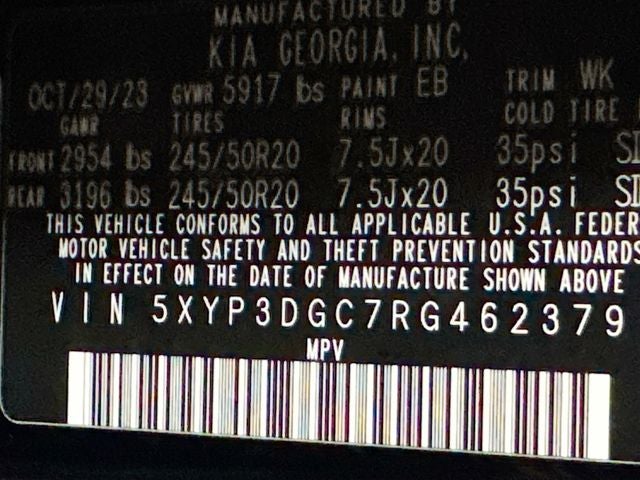 MANUFACTURED BY
KIA GEORGIA, INC,
OCT/29/23 GVWR 5917 lbs PAINT EB TRIM WK
GAWR TIRES RIMS COLD TIRE
FRONT 2954 lbs 245/50R20 7.5Jx20 35psi
REAR 3196 lbs 245/50R20 7.5Jx20 35psi
THIS VEHICLE CONFORMS TO ALL APPLICABLE U.S.A. FEDER
MOTOR VEHICLE SAFETY AND THEFT PREVENTION STANDARDS
IN EFFECT ON THE DATE OF MANUFACTURE SHOWN ABOVE
VIN 5XYP3DGC7RG462379
MPV